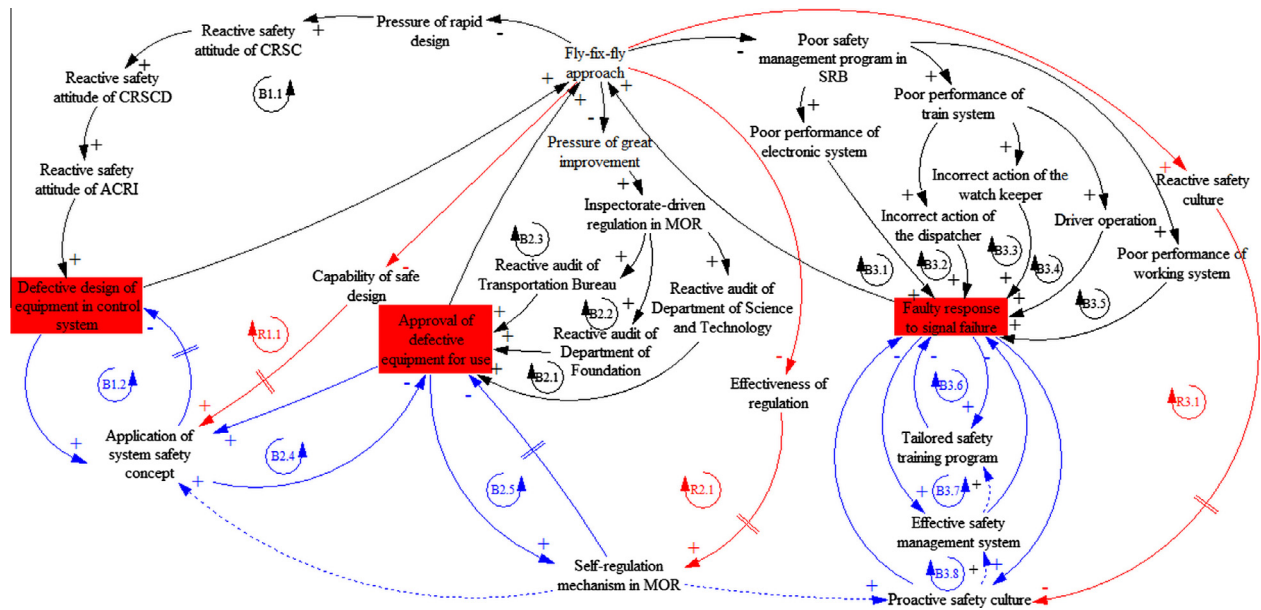 Pressure of rapid
design
Reactive safety
attitude of CRSC
Reactive safety
attitude of CRSCD
B1.1
Reactive safety
attitude of ACRI
Defective design of
equipment in control
system
B1.2
Application of
system safety
concept
Fly-fix-fly
approach
Pressure of great
improvement
Inspectorate-driven
regulation in MOR
B2.3
Reactive audit of
Transportation Bureau
B2.2
Reactive audit of
Department of Science
and Technology
Reactive audit of
Department of
Foundation
B2.1
Capability of safe
design
R1.1
Approval of
defective
equipment for use
B2.4
B2.5
Self-regulation
mechanism in MOR
Effectiveness of
regulation
R2.1
Poor safety
management program in
SRB
Poor performance of
train system
Poor performance of
electronic system
Incorrect action of the
watch keeper
Incorrect action of
the dispatcher
Driver operation
Poor performance of
working system
Reactive safety
culture
B3.1
B3.2
B3.3
B3.4
B3.5
Faulty response
to signal failure
B3.6
Tailored safety
training program
B3.7
Effective safety
management system
B3.8
Proactive safety culture
R3.1